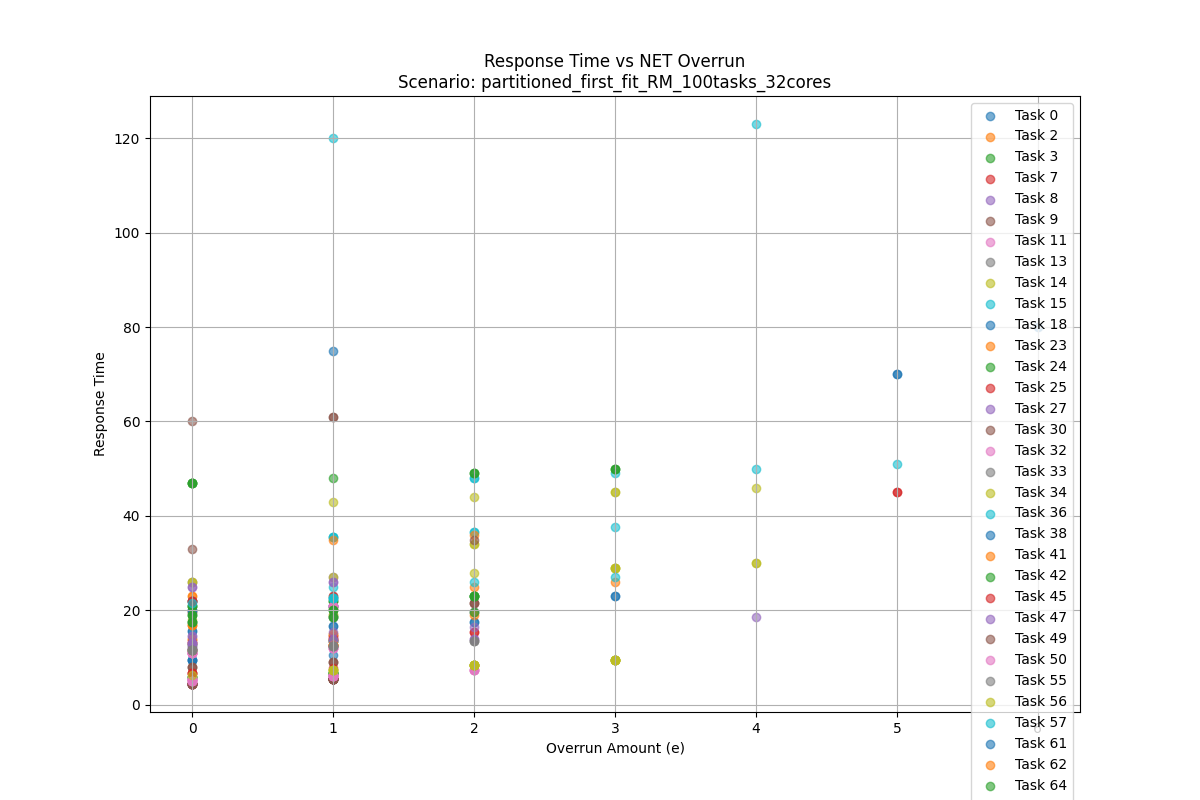 Response Time vs NET Overrun
Scenario: partitioned_first_fit_RM_100tasks_32cores
Response Time
120
100
80
60
40
20
0
0 1 2 3 4 5 6
Overrun Amount (e)
Task 0
Task 2
Task 3
Task 7
Task 8
Task 9
Task 11
Task 13
Task 14
Task 15
Task 18
Task 23
Task 24
Task 25
Task 27
Task 30
Task 32
Task 33
Task 34
Task 36
Task 38
Task 41
Task 42
Task 45
Task 47
Task 49
Task 50
Task 55
Task 56
Task 57
Task 61
Task 62
Task 64